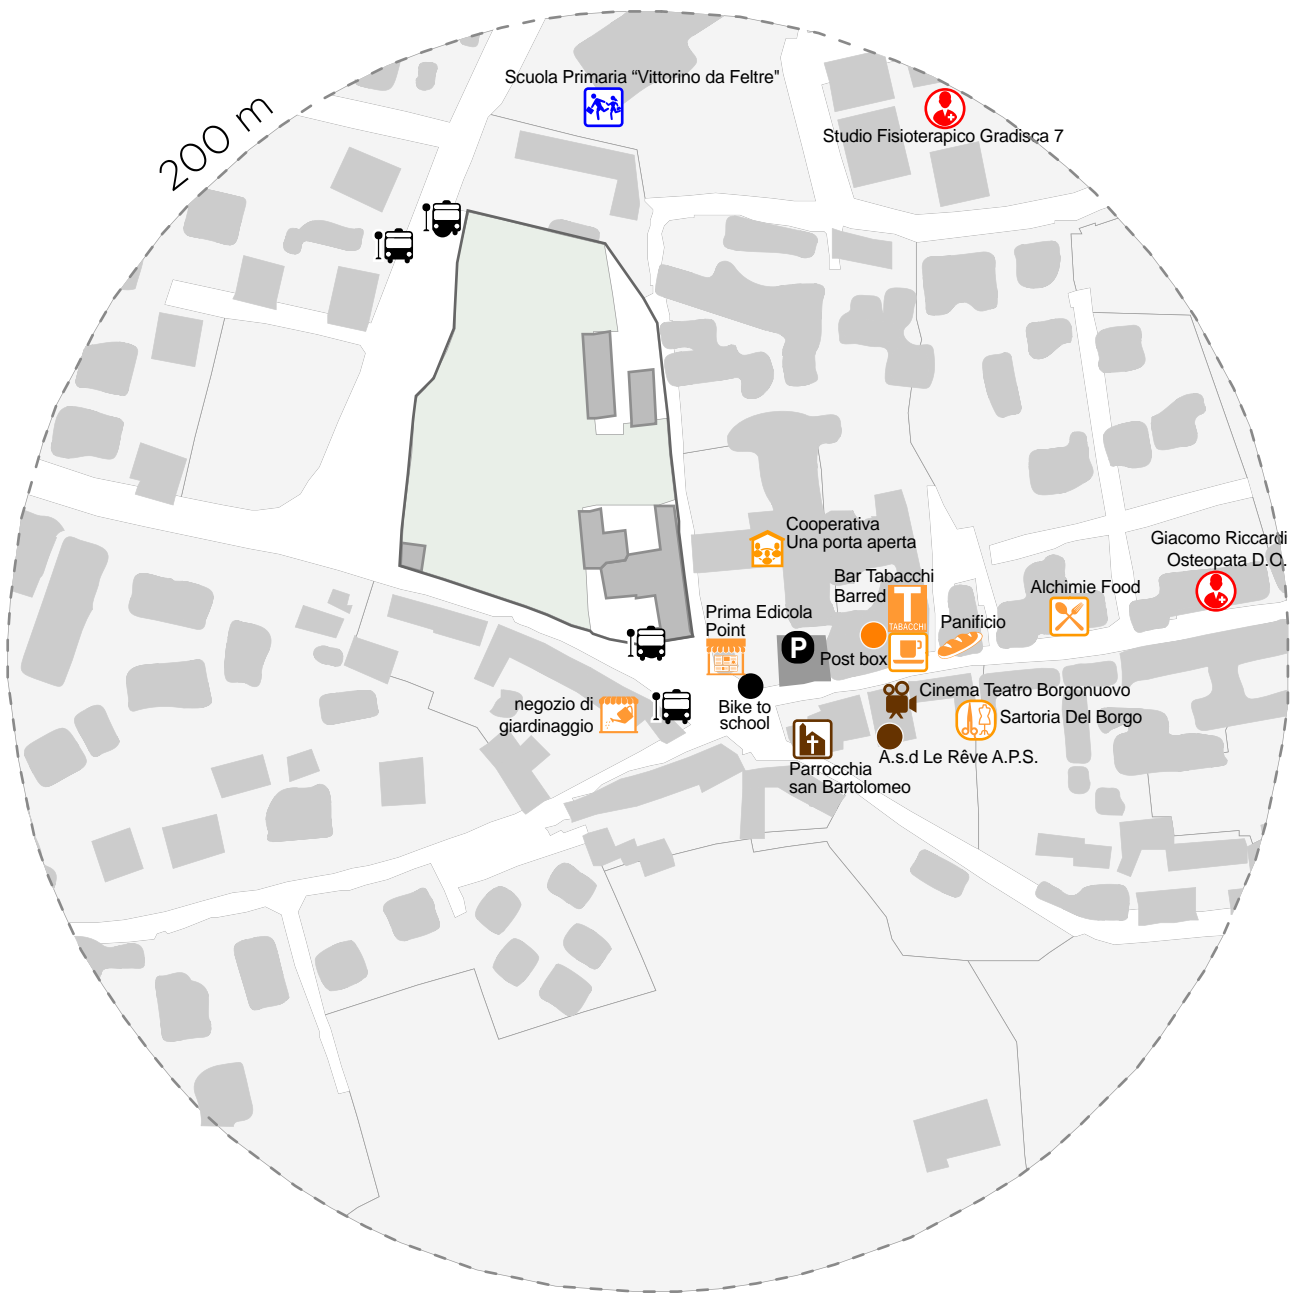 200 m
Scuola Primaria “Vittorino da Feltre"
Studio Fisioterapico Gradisca 7
Cooperativa
Una porta aperta
Giacomo Riccardi
Osteopata D.O.
Bar Tabacchi
Barred
T
TABACCHI
Alchimie Food
Prima Edicola
Point
Panificio
P
Post box
negozio di
giardinaggio
Bike to
school
Cinema Teatro Borgonuovo
Sartoria Del Borgo
A.s.d Le Rêve A.P.S.
Parrocchia
san Bartolomeo